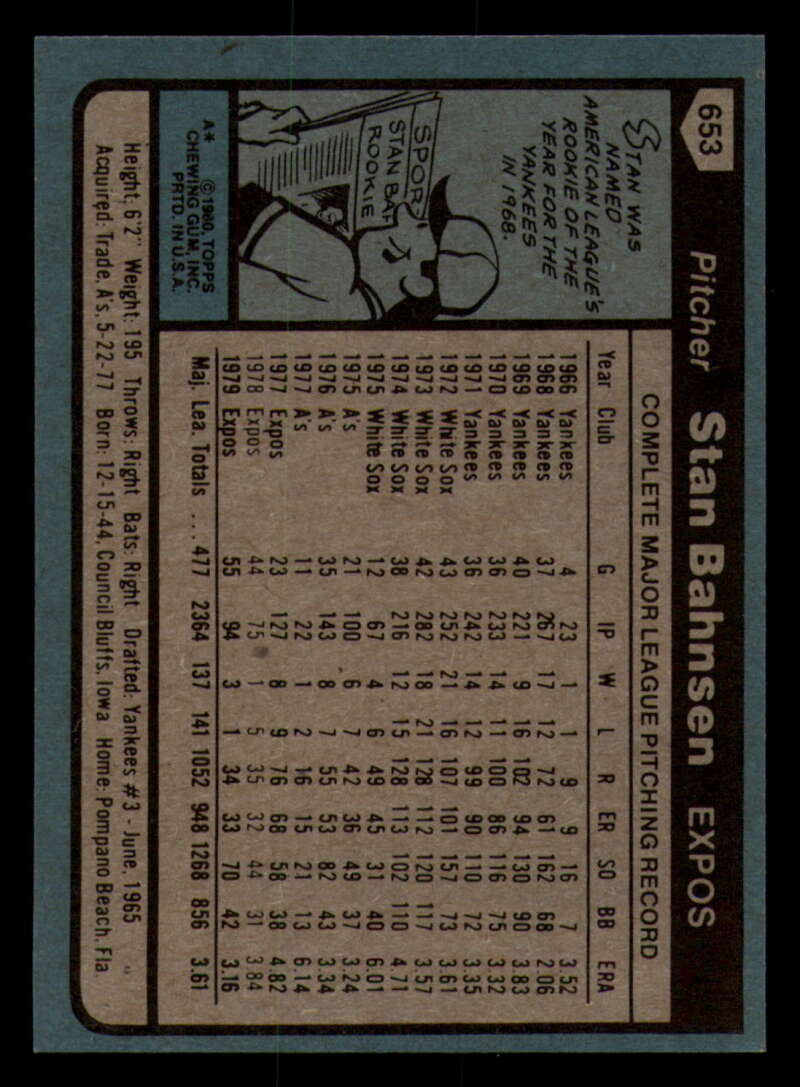 653 Pitcher Stan Bahnsen EXPOS
STAN WAS
NAMED
AMERICAN LEAGUE'S
ROOKIE OF THE
YEAR FOR THE
YANKEES
IN 1968.
SPOR
STAN BA
ROOKIE
A* ©1980, TOPPS
CHEWING GUM, INC.
PRTD. IN U.S.A.
COMPLETE MAJOR LEAGUE PITCHING RECORD
Year Club G IP W L R ER SO BB ERA
1966 Yankees 4 23 1 1 9 9 16 7 3.52
1968 Yankees 37 267 17 12 72 61 162 68 2.06
1969 Yankees 40 221 9 16 102 94 130 90 3.83
1970 Yankees 36 233 14 11 100 86 116 75 3.32
1971 Yankees 36 242 14 12 99 90 110 72 3.35
1972 White Sox 43 252 21 16 107 101 157 73 3.61
1973 White Sox 42 282 18 21 128 112 120 117 3.57
1974 White Sox 38 216 12 15 128 113 102 110 4.71
1975 White Sox 12 67 4 6 49 45 31 40 6.01
1975 A's 21 100 6 7 42 36 49 37 3.24
1976 A's 35 143 8 7 55 53 82 43 3.34
1977 A's 11 22 1 2 16 15 21 13 6.14
1977 Expos 23 127 8 9 76 68 58 38 4.82
1978 Expos 44 75 1 5 35 32 44 31 3.84
1979 Expos 55 94 3 1 34 33 70 42 3.16
Maj. Lea. Totals ... 477 2364 137 141 1052 948 1268 856 3.61
Height: 6'2" Weight: 195 Throws: Right Bats: Right Drafted: Yankees #3 - June, 1965
Acquired: Trade, A's, 5-22-77 Born: 12-15-44, Council Bluffs, Iowa Home: Pompano Beach, Fla